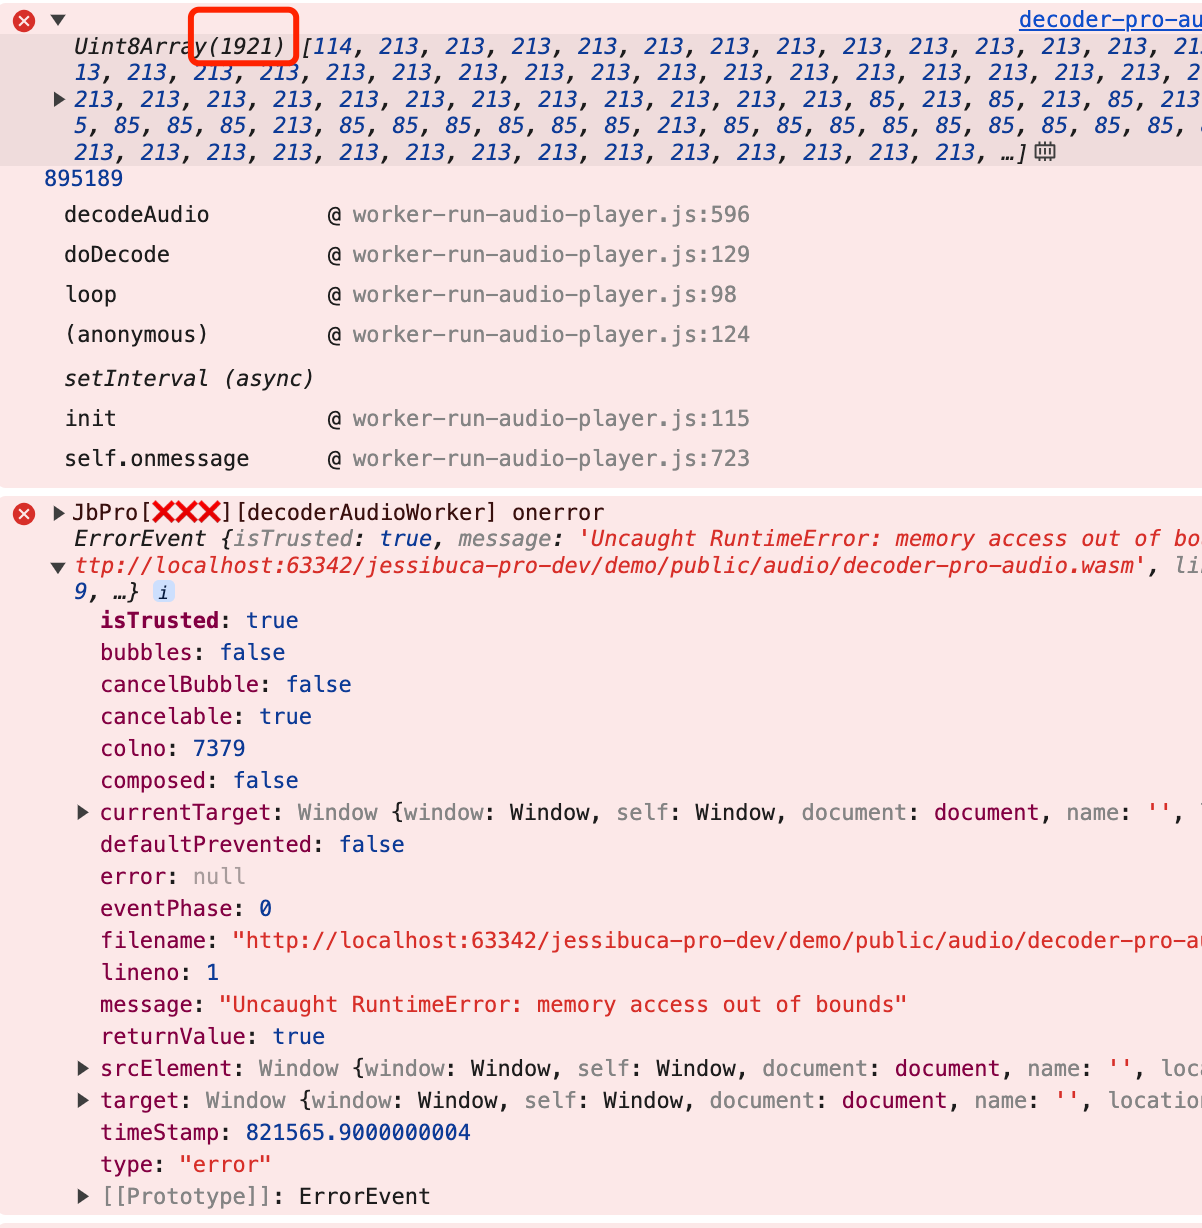 decoder-pro-au
Uint8Array(1921) [114, 213, 213, 213, 213, 213, 213, 213, 213, 213, 213, 213, 213, 21
13, 213, 213, 213, 213, 213, 213, 213, 213, 213, 213, 213, 213, 213, 213, 213, 213, 2
213, 213, 213, 213, 213, 213, 213, 213, 213, 213, 213, 213, 85, 213, 85, 213, 85, 213
5, 85, 85, 85, 213, 85, 85, 85, 85, 85, 85, 213, 85, 85, 85, 85, 85, 85, 85, 85, 85,
213, 213, 213, 213, 213, 213, 213, 213, 213, 213, 213, 213, 213, 213, …]
895189
decodeAudio @ worker-run-audio-player.js:596
doDecode @ worker-run-audio-player.js:129
loop @ worker-run-audio-player.js:98
(anonymous) @ worker-run-audio-player.js:124
setInterval (async)
init @ worker-run-audio-player.js:115
self.onmessage @ worker-run-audio-player.js:723
JbPro[❌❌❌][decoderAudioWorker] onerror
ErrorEvent {isTrusted: true, message: 'Uncaught RuntimeError: memory access out of bo
ttp://localhost:63342/jessibuca-pro-dev/demo/public/audio/decoder-pro-audio.wasm', li
9, …} i
isTrusted: true
bubbles: false
cancelBubble: false
cancelable: true
colno: 7379
composed: false
currentTarget: Window {window: Window, self: Window, document: document, name: '',
defaultPrevented: false
error: null
eventPhase: 0
filename: "http://localhost:63342/jessibuca-pro-dev/demo/public/audio/decoder-pro-a
lineno: 1
message: "Uncaught RuntimeError: memory access out of bounds"
returnValue: true
srcElement: Window {window: Window, self: Window, document: document, name: '', loc
target: Window {window: Window, self: Window, document: document, name: '', location
timeStamp: 821565.9000000004
type: "error"
[[Prototype]]: ErrorEvent